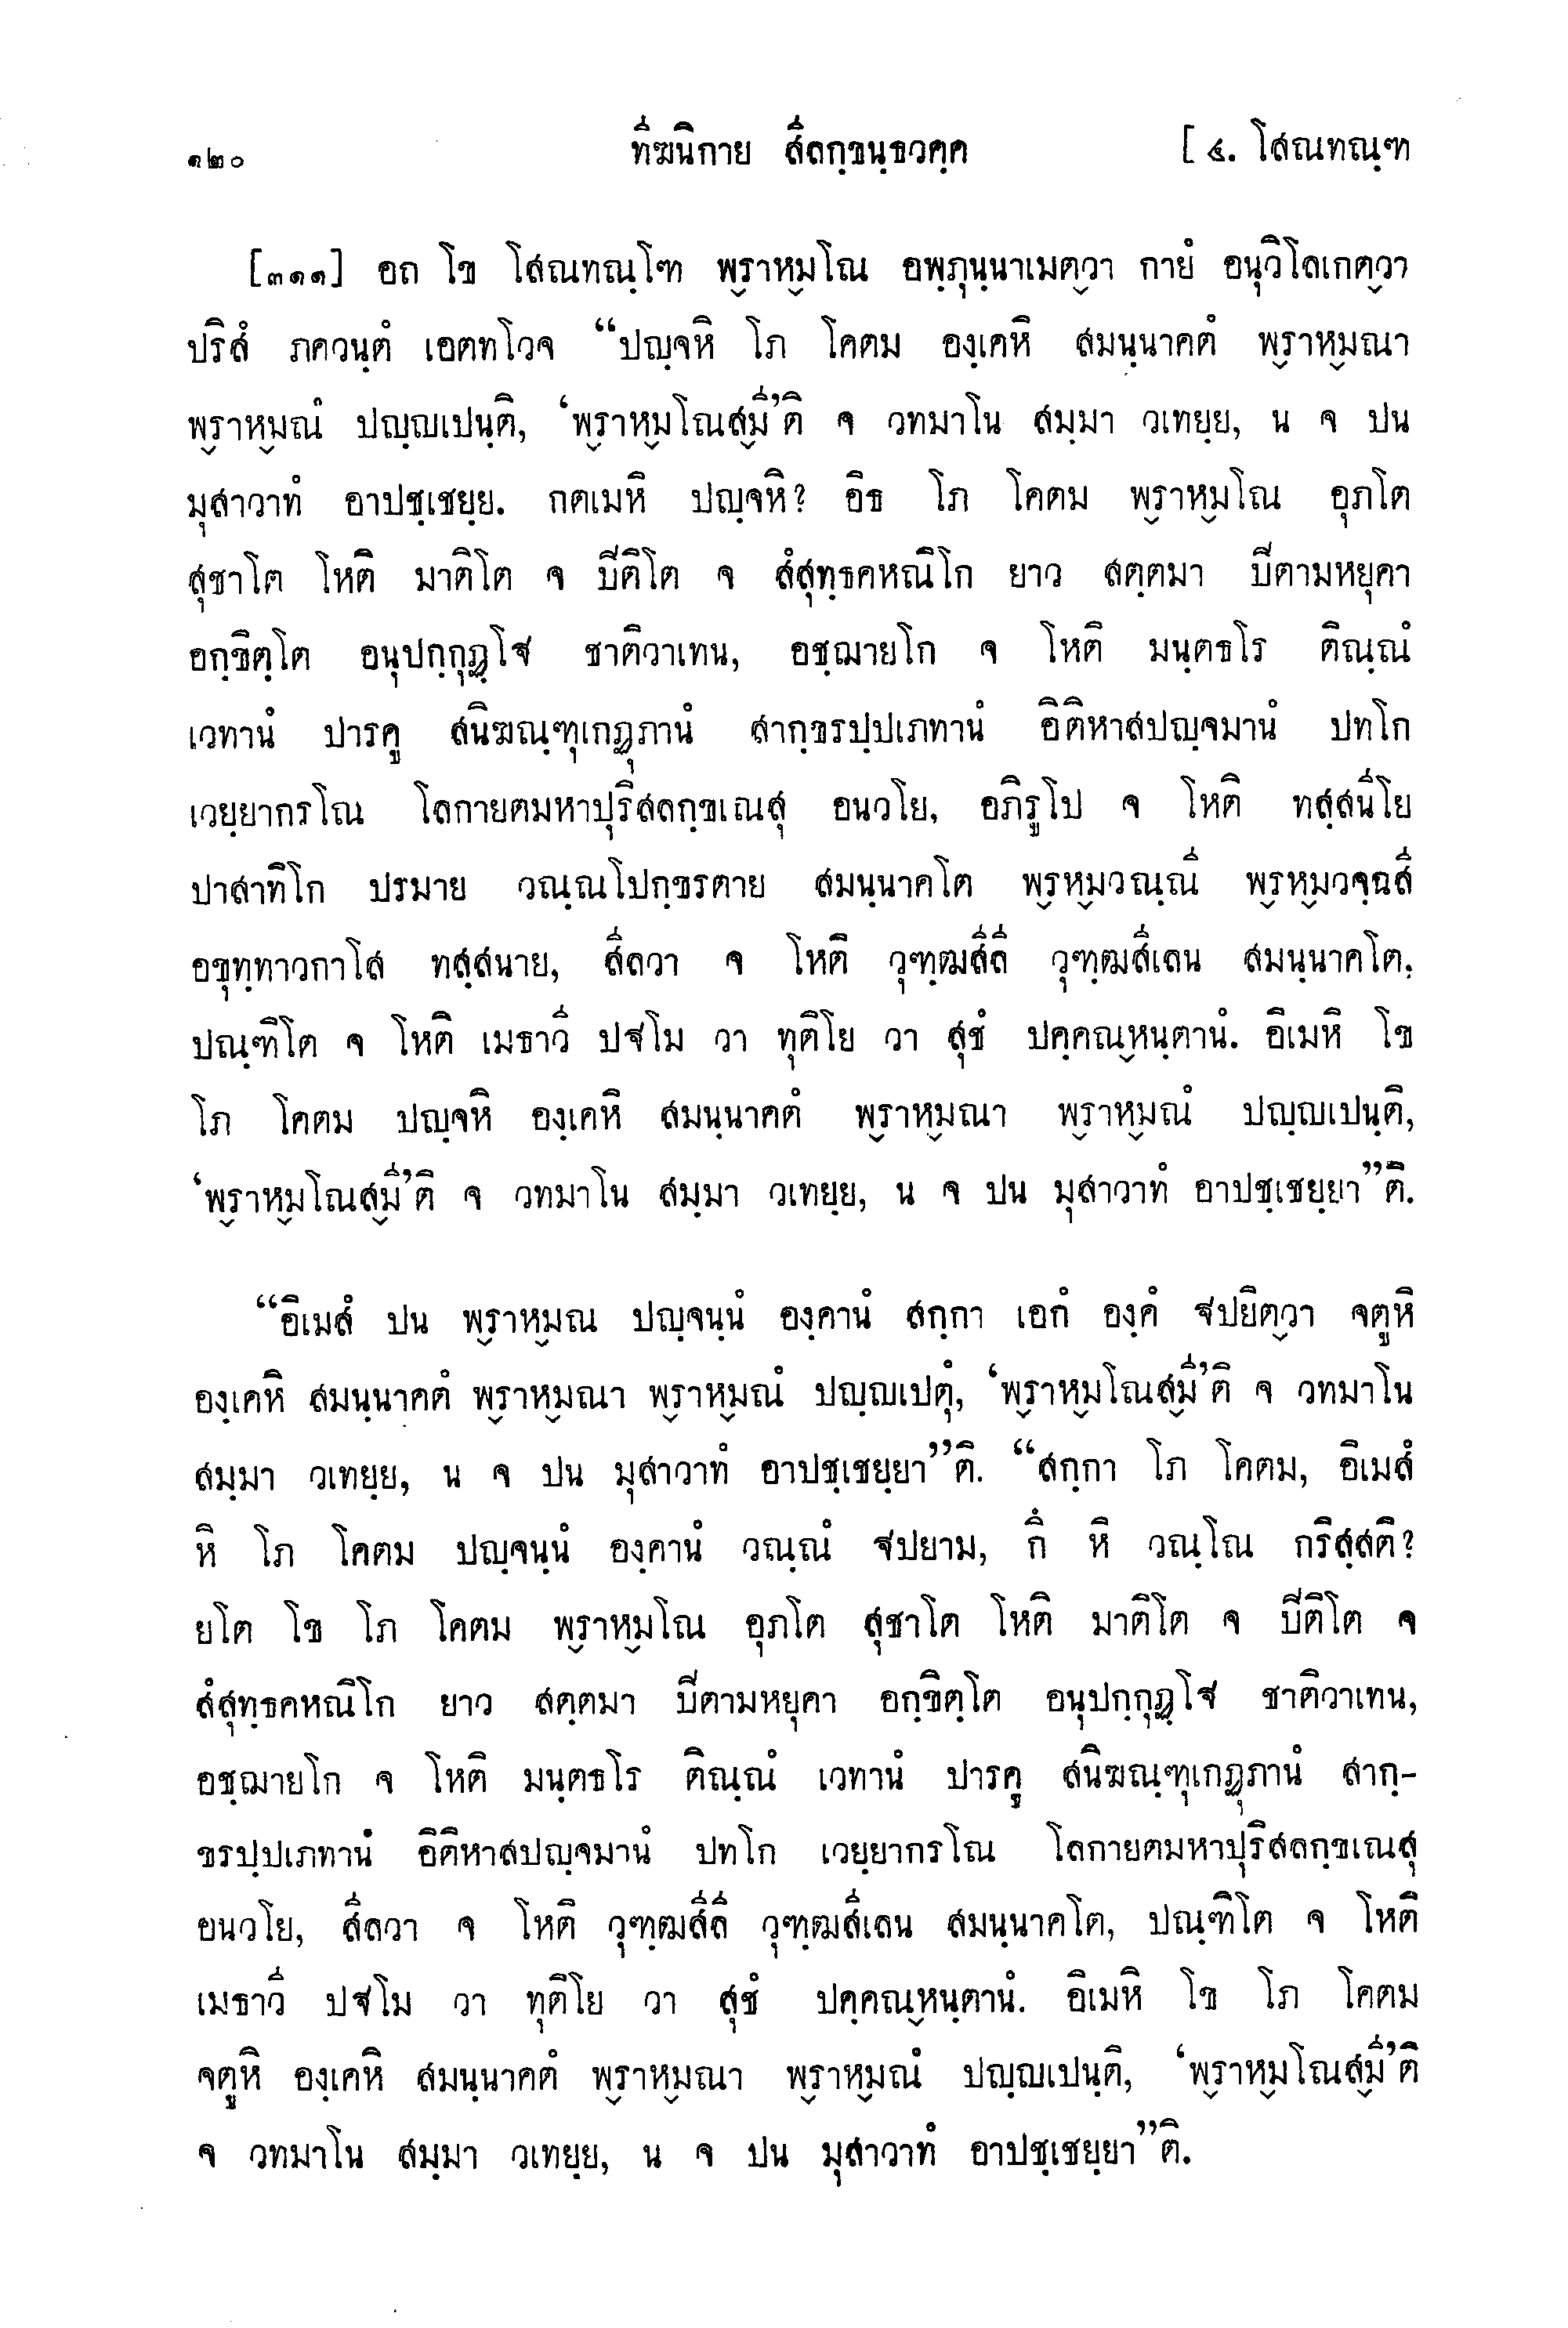 ๑๒๐ ทีฆนิกาย สีลกฺขนฺธวคฺค [ ๔. โสณทณฺฑ
[๓๑๑] อถ โข โสณทณฺโฑ พฺราหฺมโณ อพฺภุนฺนาเมตฺวา กายํ อนุวิโลเกตฺวา
ปริสํ ภควนฺตํ เอตทโวจ “ปญฺจหิ โภ โคตม องฺเคหิ สมนฺนาคตํ พฺราหฺมณา
พฺราหฺมณํ ปญฺญเปนฺติ, ‘พฺราหฺมโณสฺมี’ติ จ วทมาโน สมฺมา วเทยฺย, น จ ปน
มุสาวาทํ อาปชฺเชยฺย. กตเมหิ ปญฺจหิ? อิธ โภ โคตม พฺราหฺมโณ อุภโต
สุชาโต โหติ มาติโต จ ปีติโต จ สํสุทฺธคหณิโก ยาว สตฺตมา ปีตามหยุคา
อกฺขิตฺโต อนุปกฺกุฏฺโฐ ชาติวาเทน, อชฺฌายโก จ โหติ มนฺตธโร ติณฺณํ
เวทานํ ปารคู สนิฆณฺฑุเกฏุภานํ สากฺขรปฺปเภทานํ อิติหาสปญฺจมานํ ปทโก
เวยฺยากรโณ โลกายตมหาปุริสลกฺขเณสุ อนวโย, อภิรูโป จ โหติ ทสฺสนีโย
ปาสาทิโก ปรมาย วณฺณโปกฺขรตาย สมนฺนาคโต พฺรหฺมวณฺณี พฺรหฺมวจฺฉสี
อขุทฺทาวกาโส ทสฺสนาย, สีลวา จ โหติ วุฑฺฒสีลี วุฑฺฒสีเลน สมนฺนาคโต,
ปณฺฑิโต จ โหติ เมธาวี ปฐโม วา ทุติโย วา สุชํ ปคฺคณฺหนฺตานํ. อิเมหิ โข
โภ โคตม ปญฺจหิ องฺเคหิ สมนฺนาคตํ พฺราหฺมณา พฺราหฺมณํ ปญฺญเปนฺติ,
‘พฺราหฺมโณสฺมี’ติ จ วทมาโน สมฺมา วเทยฺย, น จ ปน มุสาวาทํ อาปชฺเชยฺยา”ติ.
“อิเมสํ ปน พฺราหฺมณ ปญฺจนฺนํ องฺคานํ สกฺกา เอกํ องฺคํ ฐปยิตฺวา จตูหิ
องฺเคหิ สมนฺนาคตํ พฺราหฺมณา พฺราหฺมณํ ปญฺญเปตุํ, ‘พฺราหฺมโณสฺมี’ติ จ วทมาโน
สมฺมา วเทยฺย, น จ ปน มุสาวาทํ อาปชฺเชยฺยา”ติ. “สกฺกา โภ โคตม, อิเมสํ
หิ โภ โคตม ปญฺจนฺนํ องฺคานํ วณฺณํ ฐปยาม, กึ หิ วณฺโณ กริสฺสติ?
ยโต โข โภ โคตม พฺราหฺมโณ อุภโต สุชาโต โหติ มาติโต จ ปีติโต จ
สํสุทฺธคหณิโก ยาว สตฺตมา ปีตามหยุคา อกฺขิตฺโต อนุปกฺกุฏฺโฐ ชาติวาเทน,
อชฺฌายโก จ โหติ มนฺตธโร ติณฺณํ เวทานํ ปารคู สนิฆณฺฑุเกฏุภานํ สากฺ-
ขรปฺปเภทานํ อิติหาสปญฺจมานํ ปทโก เวยฺยากรโณ โลกายตมหาปุริสลกฺขเณสุ
อนวโย, สีลวา จ โหติ วุฑฺฒสีลี วุฑฺฒสีเลน สมนฺนาคโต, ปณฺฑิโต จ โหติ
เมธาวี ปฐโม วา ทุติโย วา สุชํ ปคฺคณฺหนฺตานํ. อิเมหิ โข โภ โคตม
จตูหิ องฺเคหิ สมนฺนาคตํ พฺราหฺมณา พฺราหฺมณํ ปญฺญเปนฺติ, ‘พฺราหฺมโณสฺมี’ติ
จ วทมาโน สมฺมา วเทยฺย, น จ ปน มุสาวาทํ อาปชฺเชยฺยา”ติ.